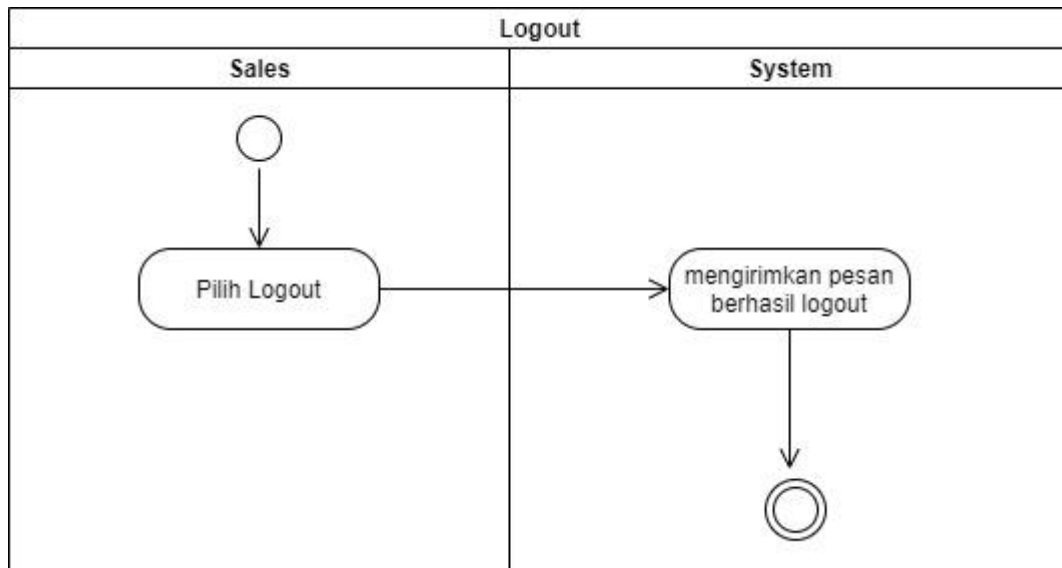 Logout
Sales
System
Pilih Logout
mengirimkan pesan
berhasil logout